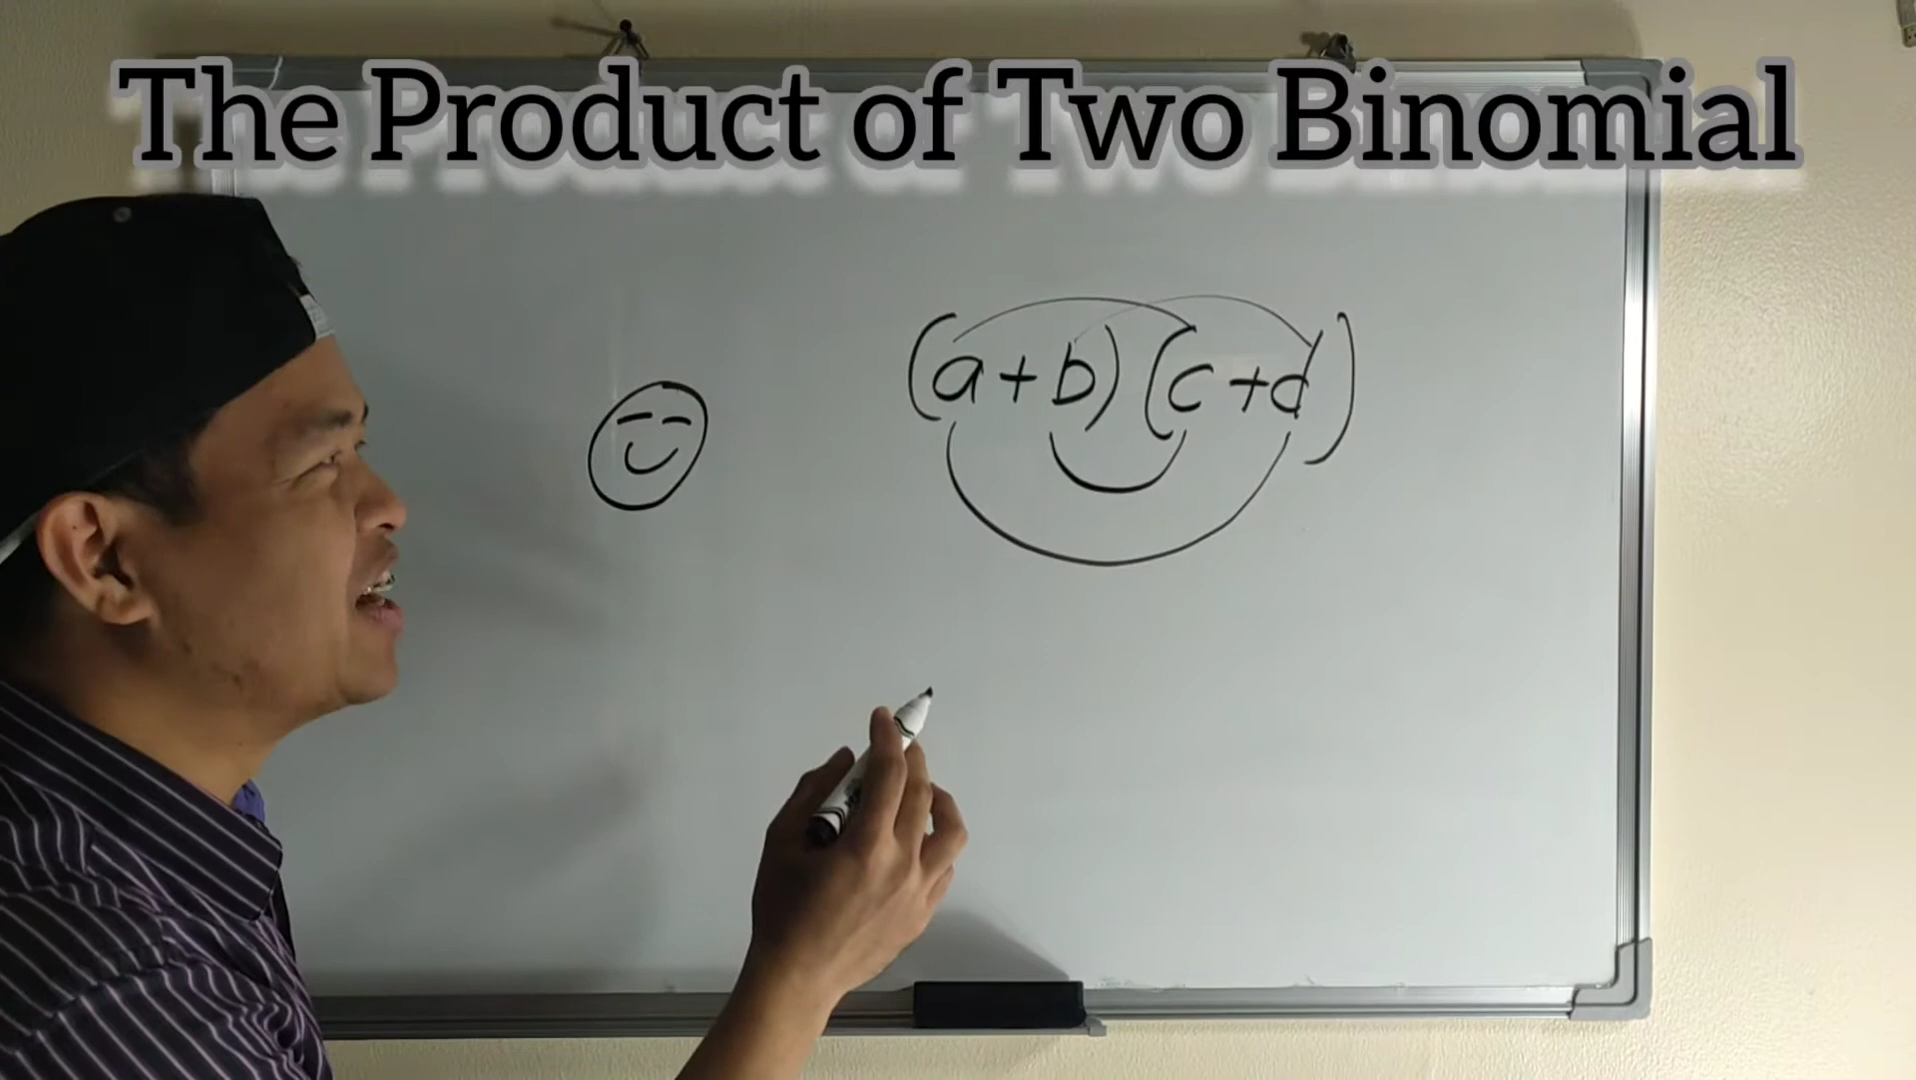 The Product of Two Binomial
(a+b)(c+d)